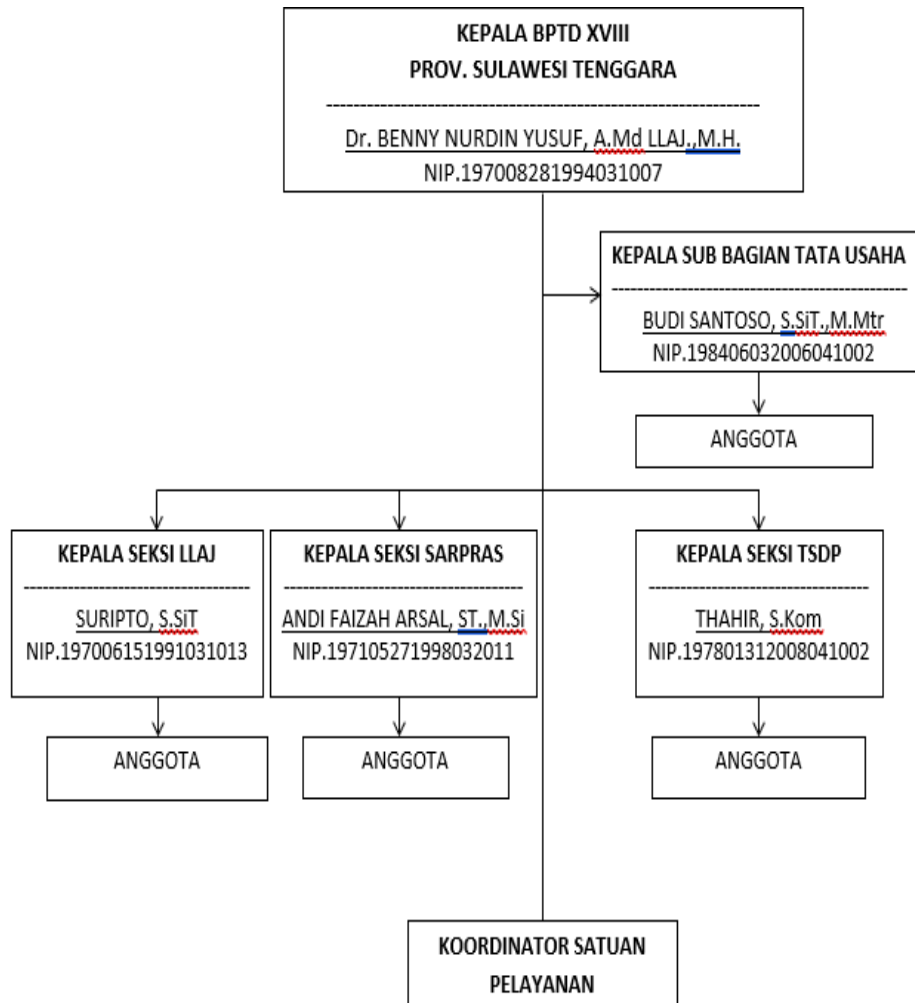 KEPALA BPTD XVIII
PROV. SULAWESI TENGGARA
----------------------------------------------------------------
Dr. BENNY NURDIN YUSUF, A.Md LLAJ.,M.H.
NIP.197008281994031007
KEPALA SUB BAGIAN TATA USAHA
--------------------------------------------
BUDI SANTOSO, S.SiT.,M.Mtr
NIP.198406032006041002
ANGGOTA
KEPALA SEKSI LLAJ
----------------------------------
SURIPTO, S.SiT
NIP.197006151991031013
KEPALA SEKSI SARPRAS
----------------------------------
ANDI FAIZAH ARSAL, ST.,M.Si
NIP.197105271998032011
KEPALA SEKSI TSDP
----------------------------------
THAHIR, S.Kom
NIP.197801312008041002
ANGGOTA
ANGGOTA
ANGGOTA
KOORDINATOR SATUAN
PELAYANAN